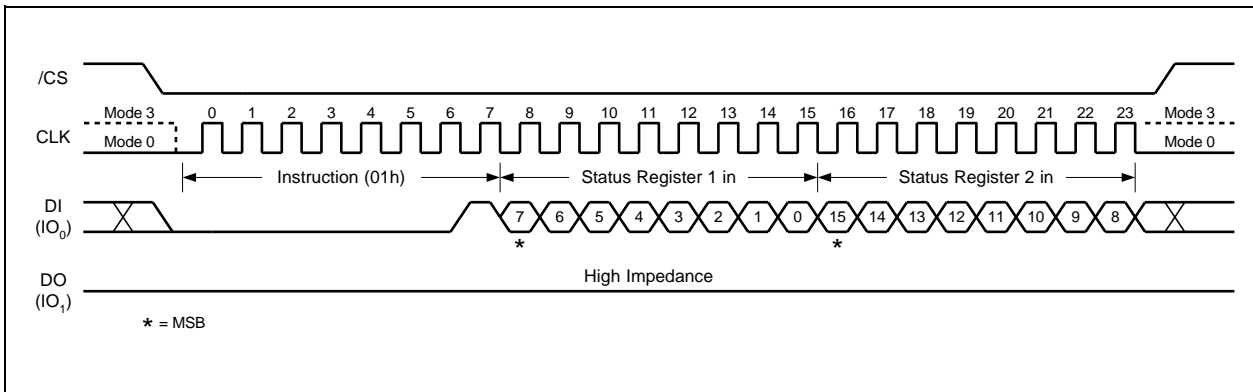 /CS
Mode 3 0 1 2 3 4 5 6 7 8 9 10 11 12 13 14 15 16 17 18 19 20 21 22 23 Mode 3
CLK Mode 0 Mode 0
Instruction (01h) Status Register 1 in Status Register 2 in
DI
(IO0) 7 6 5 4 3 2 1 0 15 14 13 12 11 10 9 8
* *
High Impedance
DO
(IO1)
* = MSB